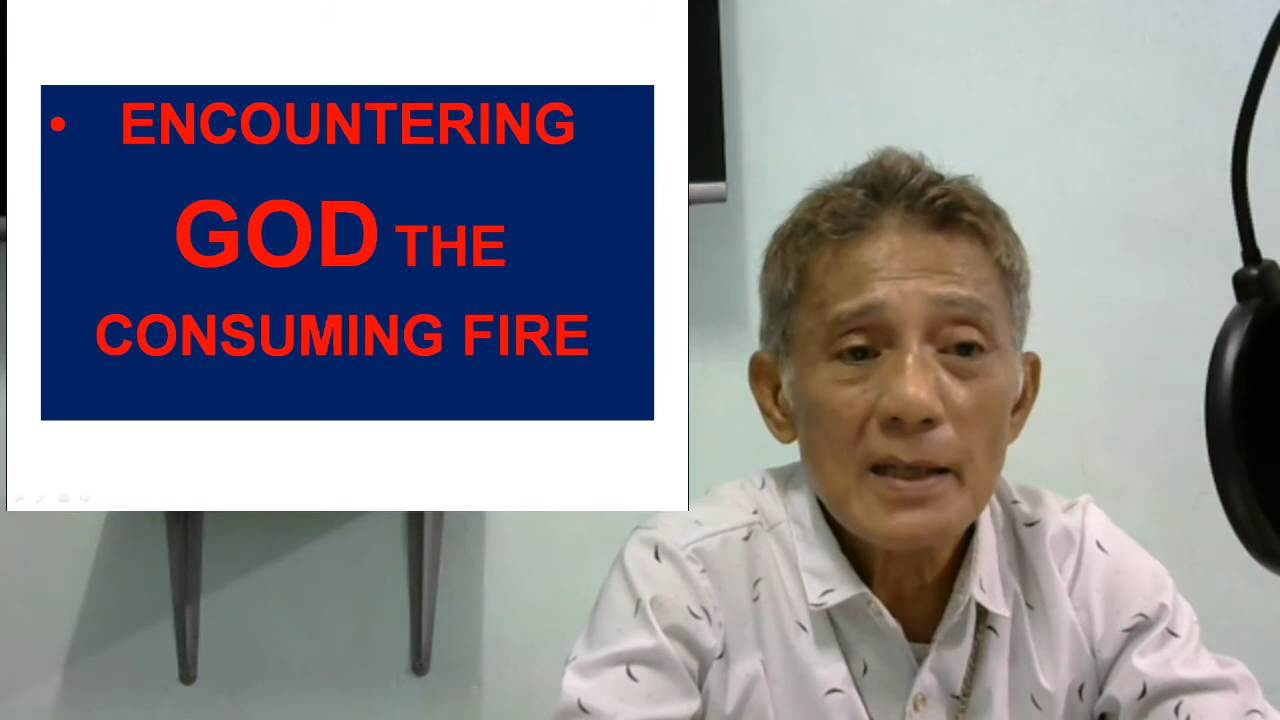 • ENCOUNTERING
GOD THE
CONSUMING FIRE